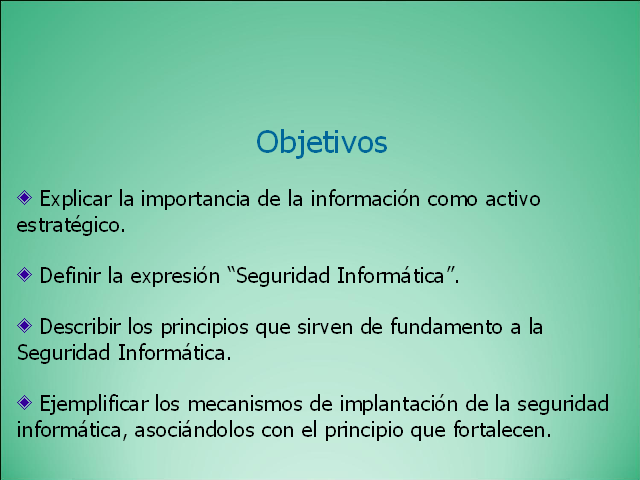 Objetivos
Explicar la importancia de la información como activo
estratégico.
Definir la expresión “Seguridad Informática”.
Describir los principios que sirven de fundamento a la
Seguridad Informática.
Ejemplificar los mecanismos de implantación de la seguridad
informática, asociándolos con el principio que fortalecen.